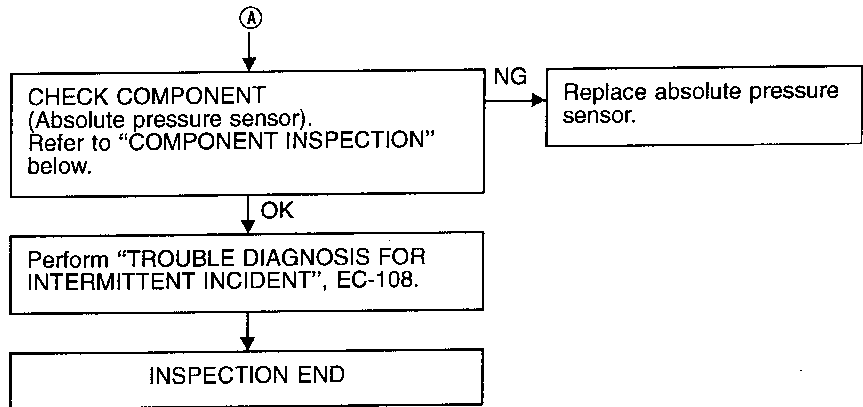 A
CHECK COMPONENT
(Absolute pressure sensor).
Refer to “COMPONENT INSPECTION”
below.
NG
Replace absolute pressure
sensor.
OK
Perform “TROUBLE DIAGNOSIS FOR
INTERMITTENT INCIDENT”, EC-108.
INSPECTION END